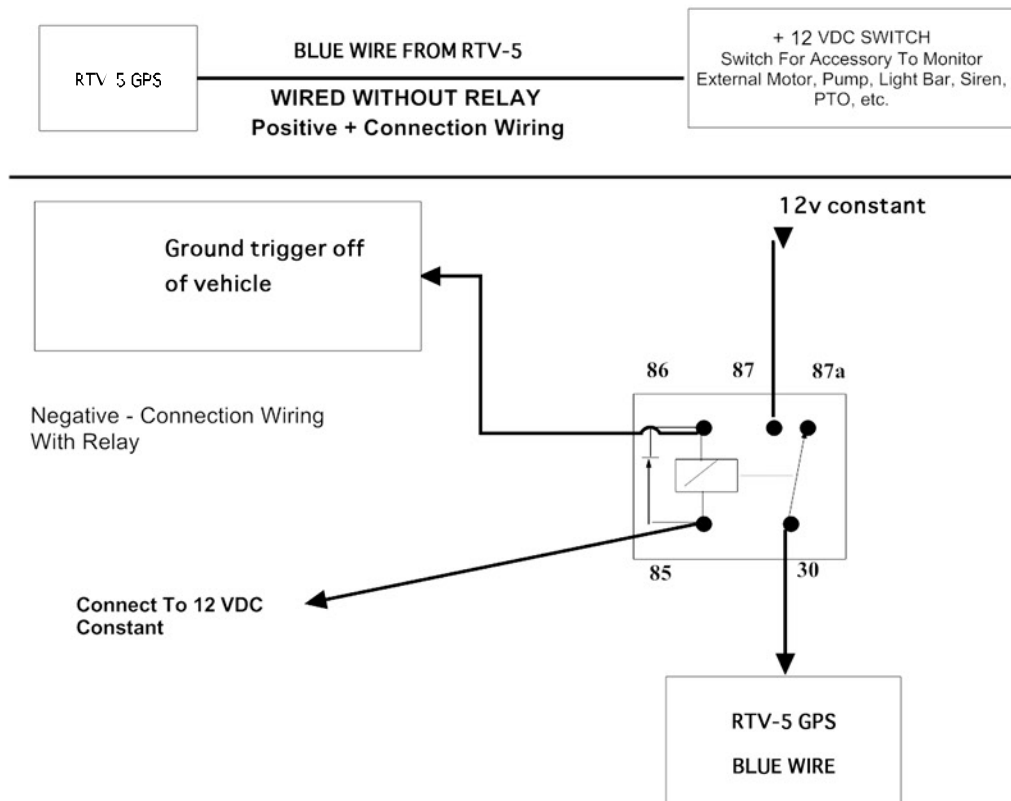 RTV-5 GPS
BLUE WIRE FROM RTV-5
WIRED WITHOUT RELAY
Positive + Connection Wiring
+ 12 VDC SWITCH
Switch For Accessory To Monitor
External Motor, Pump, Light Bar, Siren,
PTO, etc.
12v constant
Ground trigger off
of vehicle
86
87
87a
Negative - Connection Wiring
With Relay
85
30
Connect To 12 VDC
Constant
RTV-5 GPS
BLUE WIRE